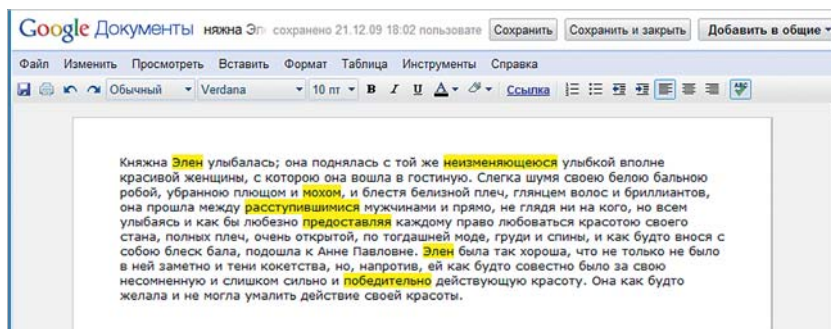 Google Документы няжна Эл сохранено 21.12.09 18:02 пользовате Сохранить Сохранить и закрыть Добавить в общие
Файл Изменить Просмотреть Вставить Формат Таблица Инструменты Справка
Обычный Verdana 10 пт B I U A Ссылка ABC
Княжна Элен улыбалась; она поднялась с той же неизменяющеюся улыбкой вполне
красивой женщины, с которою она вошла в гостиную. Слегка шумя своею белою бальною
робой, убранною плющом и мохом, и блестя белизной плеч, глянцем волос и бриллиантов,
она прошла между расступившимися мужчинами и прямо, не глядя ни на кого, но всем
улыбаясь и как бы любезно предоставляя каждому право любоваться красотою своего
стана, полных плеч, очень открытой, по тогдашней моде, груди и спины, и как будто внося с
собою блеск бала, подошла к Анне Павловне. Элен была так хороша, что не только не было
в ней заметно и тени кокетства, но, напротив, ей как будто совестно было за свою
несомненную и слишком сильно и победительно действующую красоту. Она как будто
желала и не могла умалить действие своей красоты.